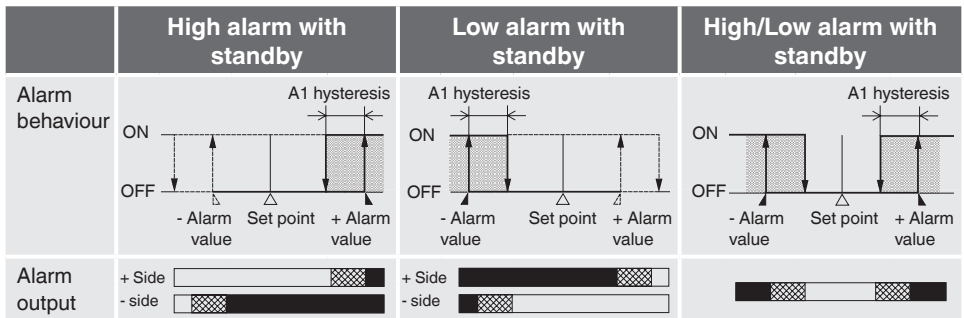 High alarm with
standby
Low alarm with
standby
High/Low alarm with
standby
Alarm
behaviour
A1 hysteresis
ON
OFF
- Alarm
value
Set point
+ Alarm
value
A1 hysteresis
ON
OFF
- Alarm
value
Set point
+ Alarm
value
A1 hysteresis
ON
OFF
- Alarm
value
Set point
+ Alarm
value
Alarm
output
+ Side
- side
+ Side
- side